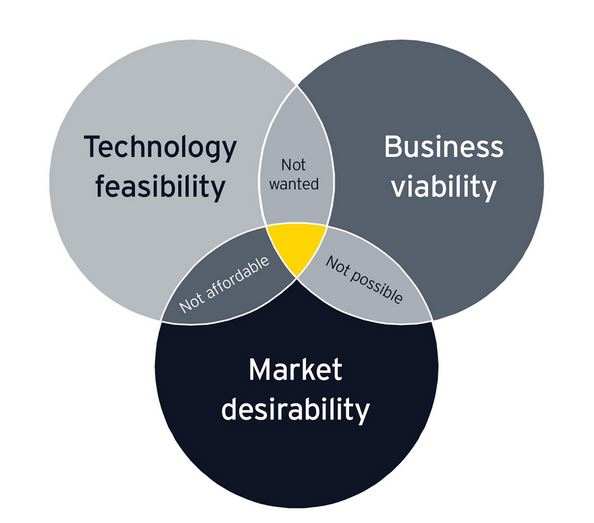 Technology
feasibility
Business
viability
Not
wanted
Not affordable
Not possible
Market
desirability